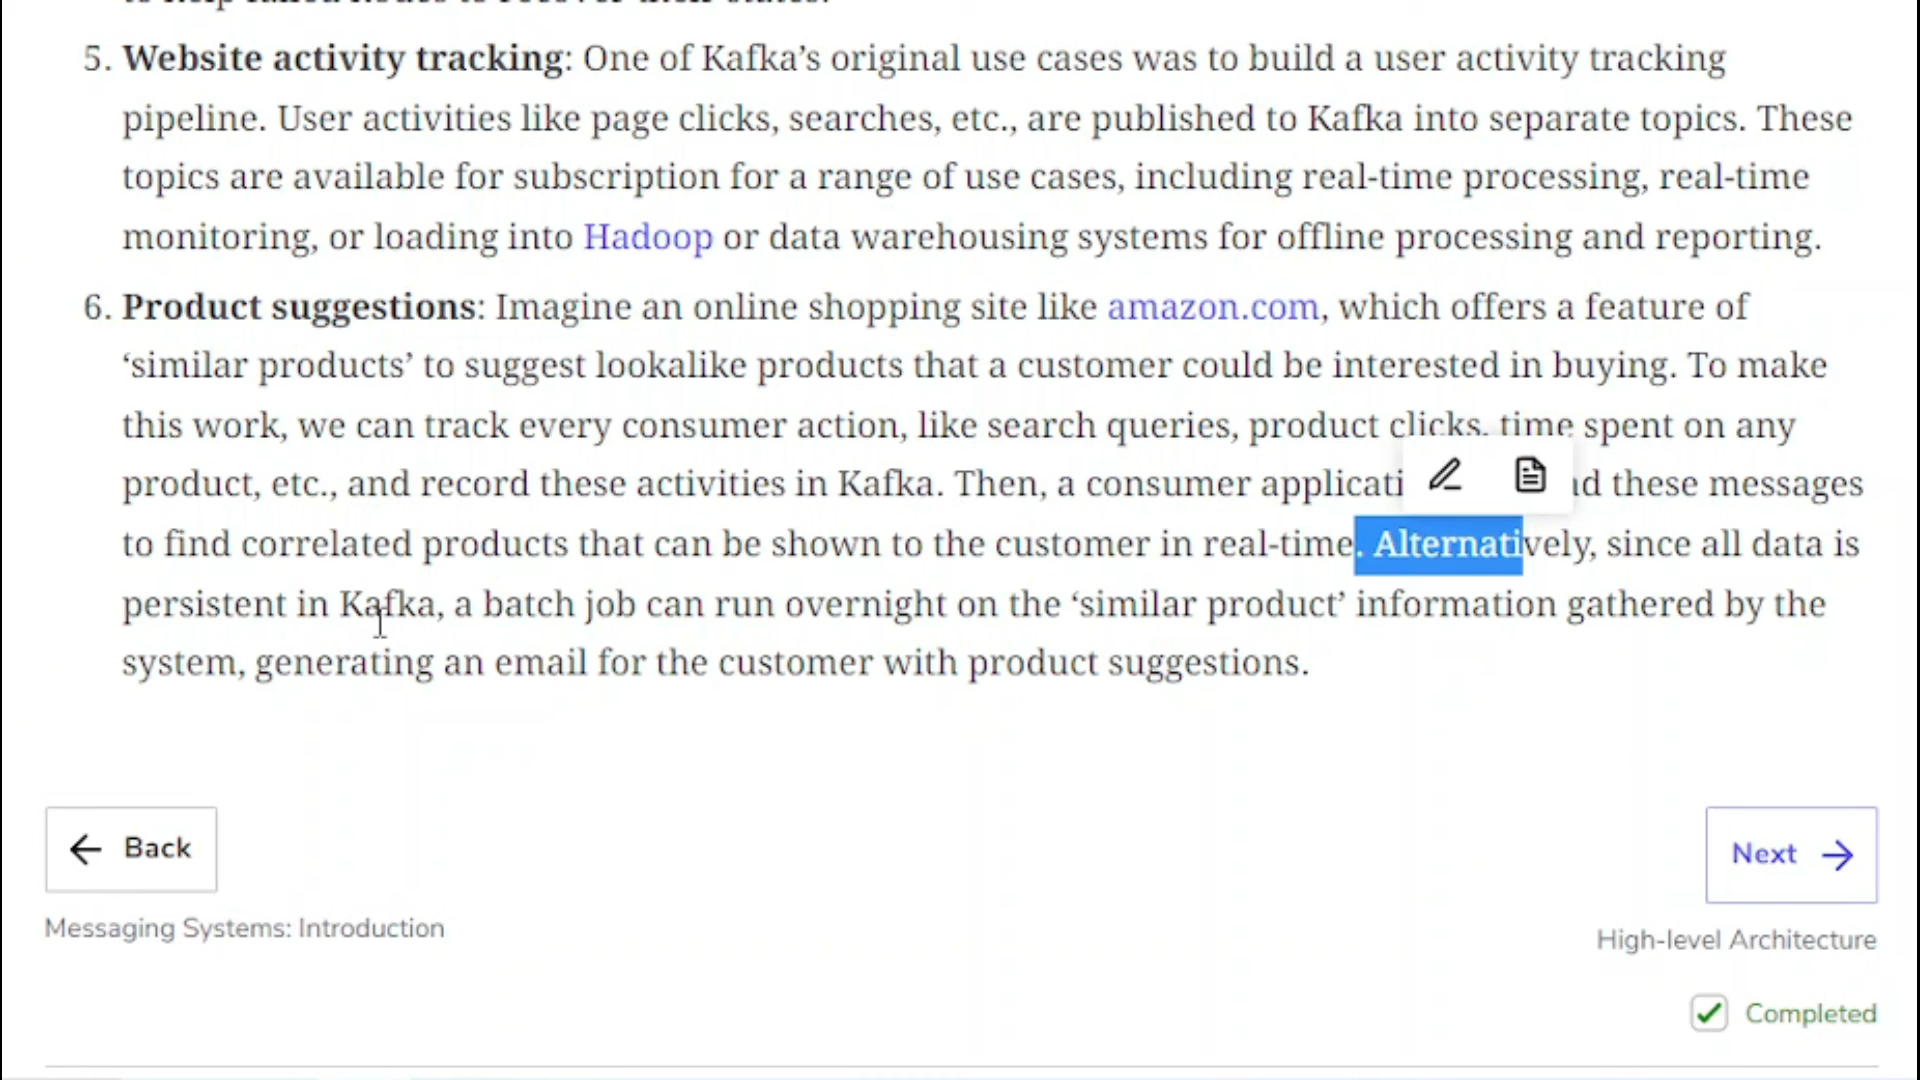 5. Website activity tracking: One of Kafka’s original use cases was to build a user activity tracking
pipeline. User activities like page clicks, searches, etc., are published to Kafka into separate topics. These
topics are available for subscription for a range of use cases, including real-time processing, real-time
monitoring, or loading into Hadoop or data warehousing systems for offline processing and reporting.
6. Product suggestions: Imagine an online shopping site like amazon.com, which offers a feature of
‘similar products’ to suggest lookalike products that a customer could be interested in buying. To make
this work, we can track every consumer action, like search queries, product clicks, time spent on any
product, etc., and record these activities in Kafka. Then, a consumer these messages
to find correlated products that can be shown to the customer in real-time. Alternatively, since all data is
persistent in Kafka, a batch job can run overnight on the ‘similar product’ information gathered by the
system, generating an email for the customer with product suggestions.
Back
Next
Messaging Systems: Introduction
High-level Architecture
Completed